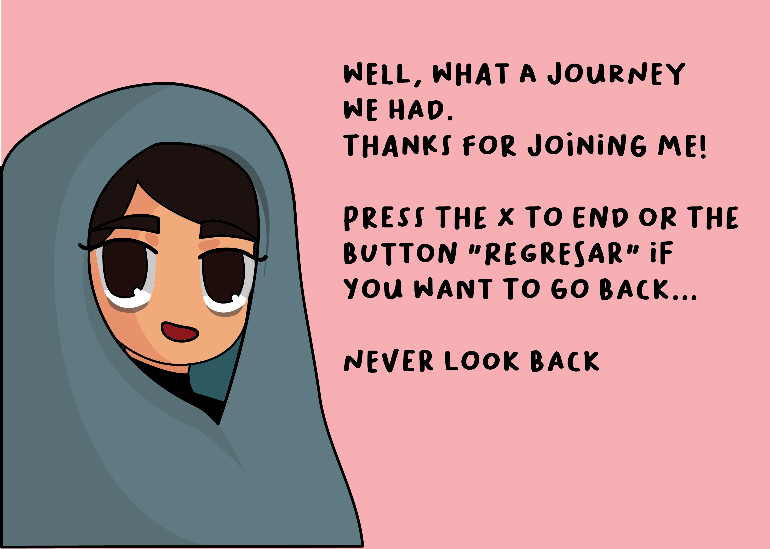 WELL, WHAT A JOURNEY
WE HAD.
THANKS FOR JOINING ME!
PRESS THE X TO END OR THE
BUTTON "REGRESAR" IF
YOU WANT TO GO BACK...
NEVER LOOK BACK